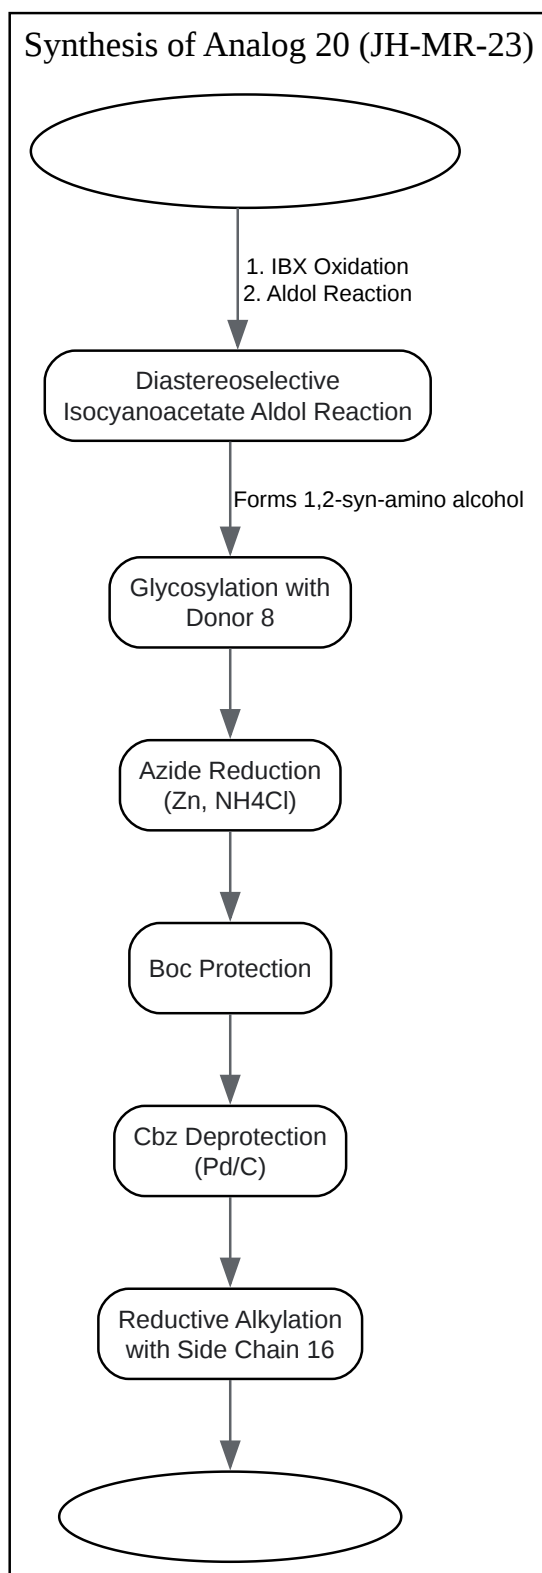 Synthesis of Analog 20 (JH-MR-23)
1. IBX Oxidation
2. Aldol Reaction
Diastereoselective
Isocyanoacetate Aldol Reaction
Forms 1,2-syn-amino alcohol
Glycosylation with
Donor 8
Azide Reduction
(Zn, NH4Cl)
Boc Protection
Cbz Deprotection
(Pd/C)
Reductive Alkylation
with Side Chain 16